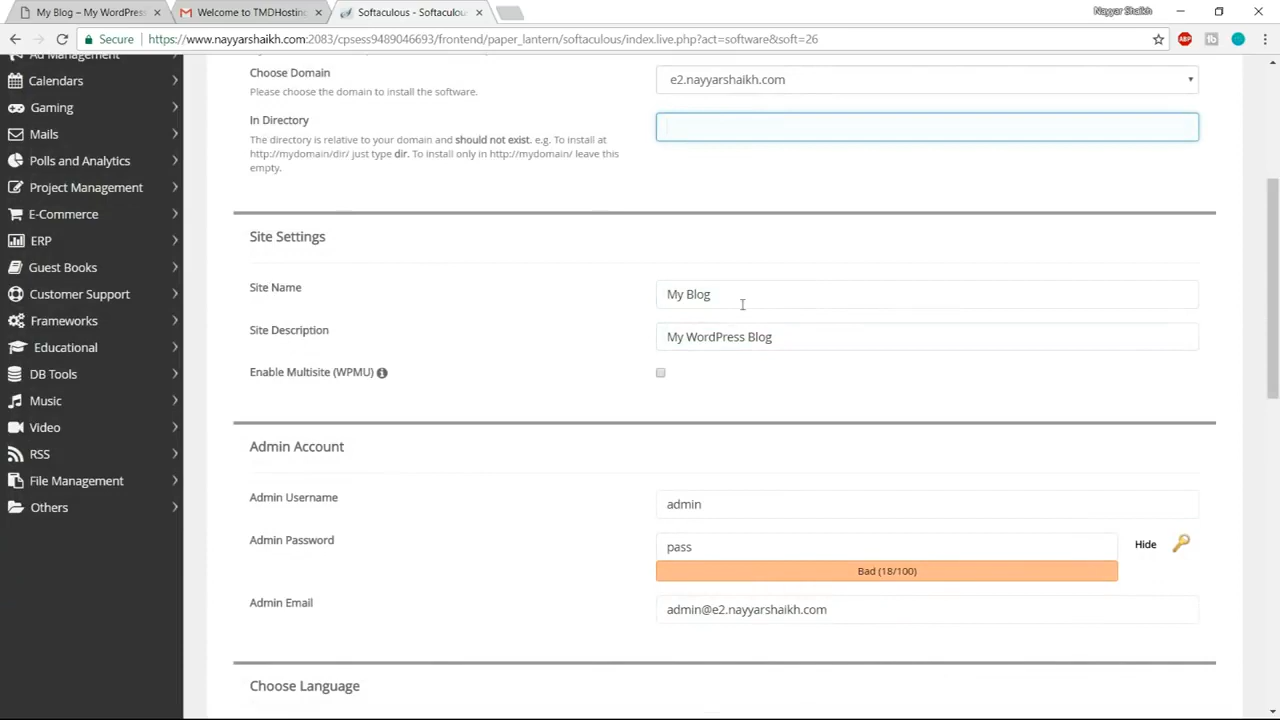 My Blog – My WordPress
Welcome to TMDHosting
Softaculous - Softaculou
Nayyar Shaikh
Secure
https://www.nayyarshaikh.com:2083/cpsess9489046693/frontend/paper_lantern/softaculous/index.live.php?act=software&soft=26
ABP
Ad Management
Calendars
Gaming
Mails
Polls and Analytics
Project Management
E-Commerce
ERP
Guest Books
Customer Support
Frameworks
Educational
DB Tools
Music
Video
RSS
File Management
Others
Choose Domain
Please choose the domain to install the software.
e2.nayyarshaikh.com
In Directory
The directory is relative to your domain and should not exist. e.g. To install at
http://mydomain/dir/ just type dir. To install only in http://mydomain/ leave this
empty.
Site Settings
Site Name
My Blog
Site Description
My WordPress Blog
Enable Multisite (WPMU)
Admin Account
Admin Username
admin
Admin Password
pass
Hide
Bad (18/100)
Admin Email
admin@e2.nayyarshaikh.com
Choose Language